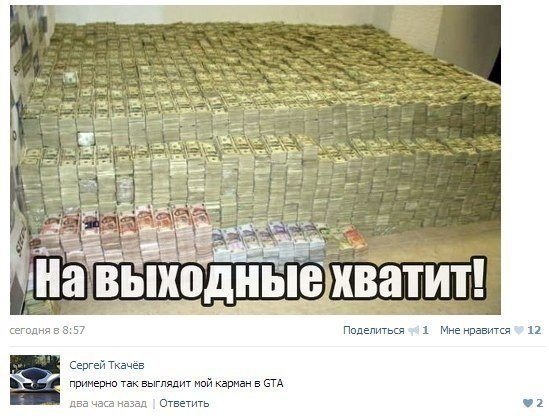 На выходные хватит!
сегодня в 8:57 Поделиться 1 Мне нравится 12
Сергей Ткачёв
примерно так выглядит мой карман в GTA
два часа назад | Ответить 2